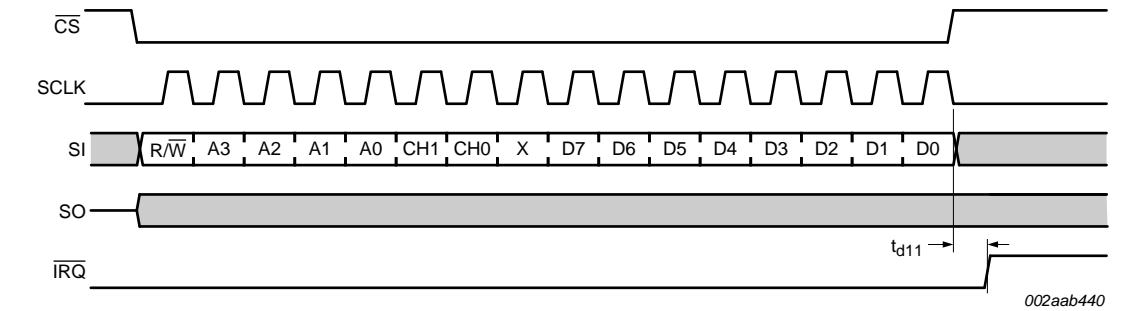 CS
SCLK
SI R/W A3 A2 A1 A0 CH1 CH0 X D7 D6 D5 D4 D3 D2 D1 D0
SO
td11
IRQ
002aab440